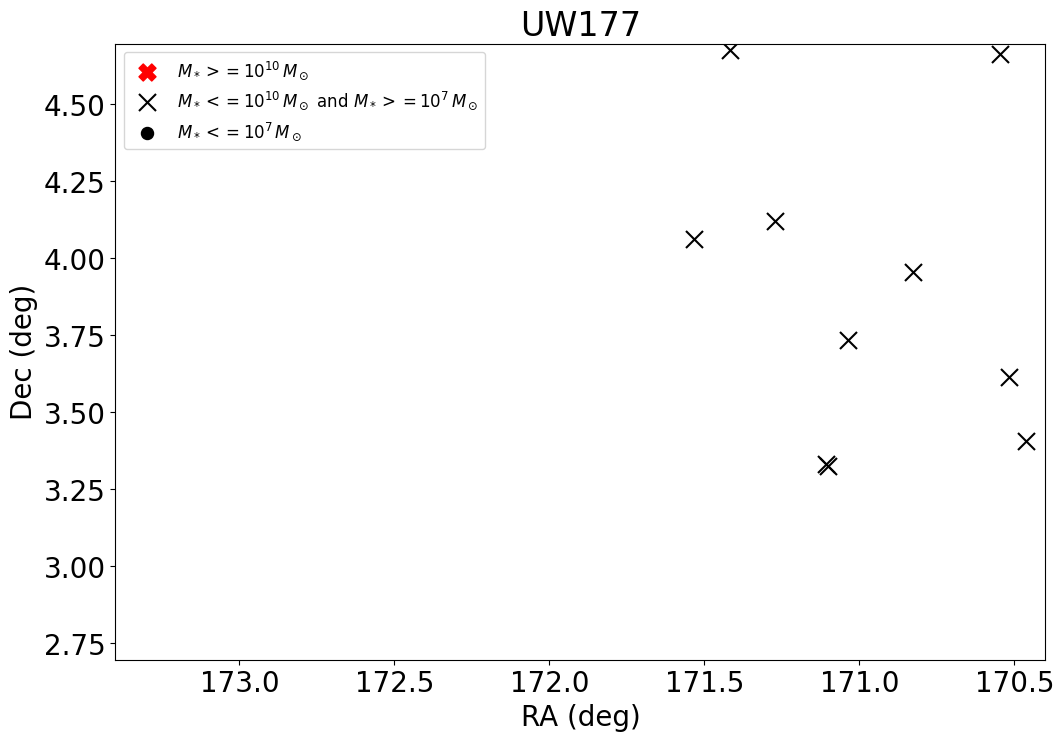 UW177
M* >= 10^10 M⊙
M* <= 10^10 M⊙ and M* >= 10^7 M⊙
M* <= 10^7 M⊙
4.50
4.25
4.00
3.75
3.50
3.25
3.00
2.75
Dec (deg)
173.0 172.5 172.0 171.5 171.0 170.5
RA (deg)